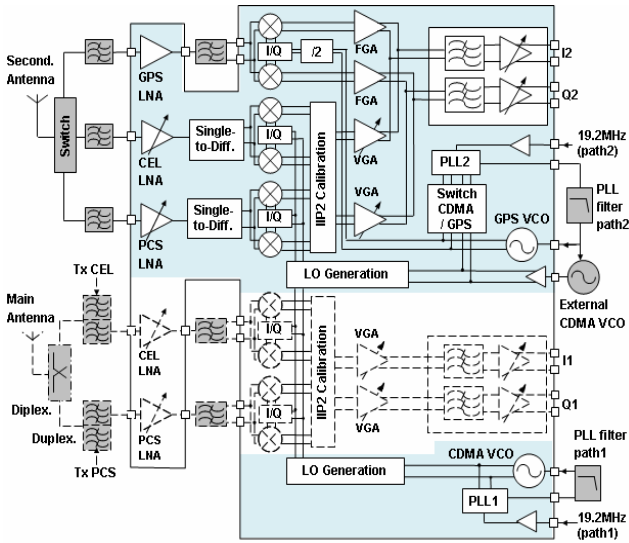 Second.
Antenna
Switch
GPS
LNA
I/Q
/2
FGA
FGA
I2
Q2
CEL
LNA
Single-
to-Diff.
I/Q
IIP2 Calibration
VGA
PLL2
19.2MHz
(path2)
PCS
LNA
Single-
to-Diff.
I/Q
VGA
Switch
CDMA
/ GPS
GPS VCO
PLL
filter
path2
LO Generation
External
CDMA VCO
Tx CEL
Main
Antenna
CEL
LNA
I/Q
IIP2 Calibration
VGA
I1
Diplex.
Duplex.
PCS
LNA
I/Q
VGA
Q1
Tx PCS
LO Generation
CDMA VCO
PLL filter
path1
PLL1
19.2MHz
(path1)